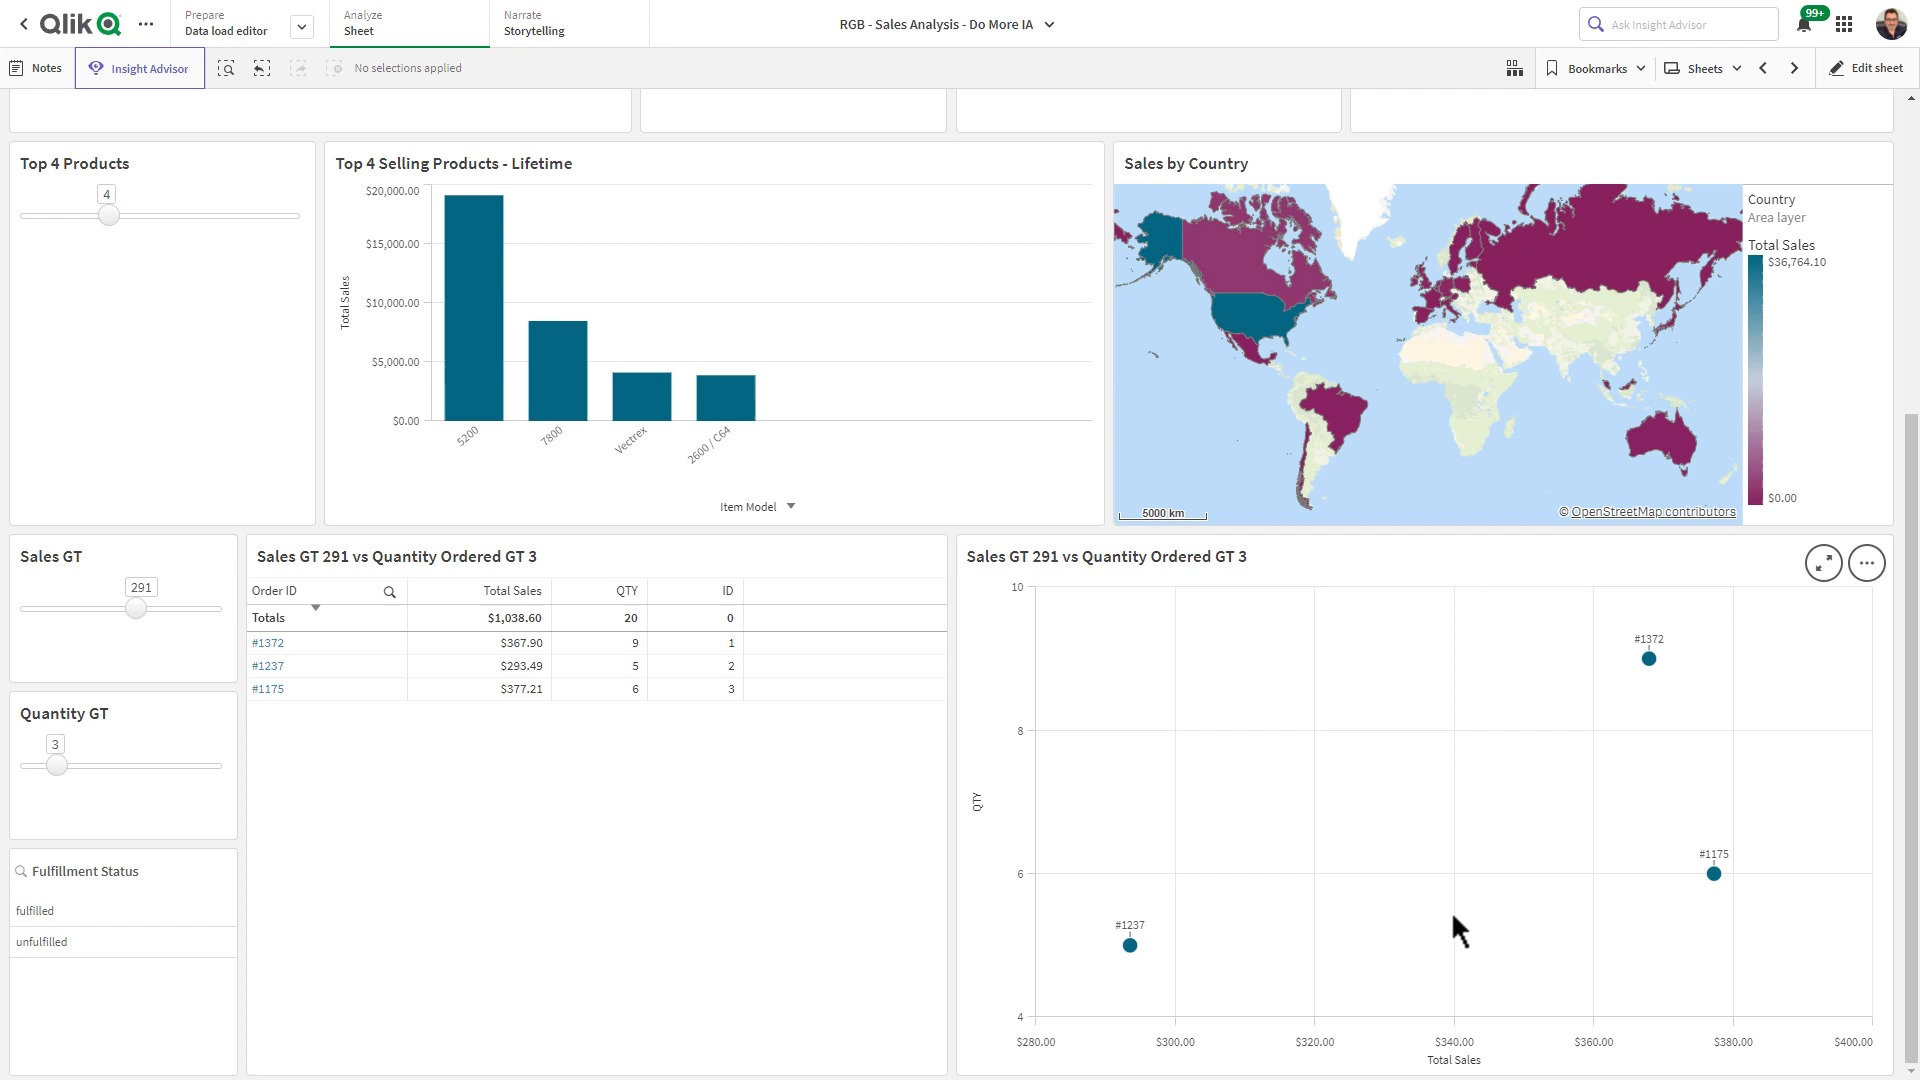 Qlik
Prepare
Data load editor
Analyze
Sheet
Narrate
Storytelling
RGB - Sales Analysis - Do More IA
Ask Insight Advisor
99+
Notes
Insight Advisor
No selections applied
Bookmarks
Sheets
Edit sheet
Top 4 Products
4
Top 4 Selling Products - Lifetime
$20,000.00
$15,000.00
$10,000.00
$5,000.00
$0.00
Total Sales
5200
7800
Vectrex
2600 / C64
Item Model
Sales by Country
5000 km
© OpenStreetMap contributors
Country
Area layer
Total Sales
$36,764.10
$0.00
Sales GT
291
Quantity GT
3
Fulfillment Status
fulfilled
unfulfilled
Sales GT 291 vs Quantity Ordered GT 3
Order ID Total Sales QTY ID
Totals $1,038.60 20 0
#1372 $367.90 9 1
#1237 $293.49 5 2
#1175 $377.21 6 3
Sales GT 291 vs Quantity Ordered GT 3
10
8
6
4
QTY
#1372
#1175
#1237
$280.00 $300.00 $320.00 $340.00 $360.00 $380.00 $400.00
Total Sales